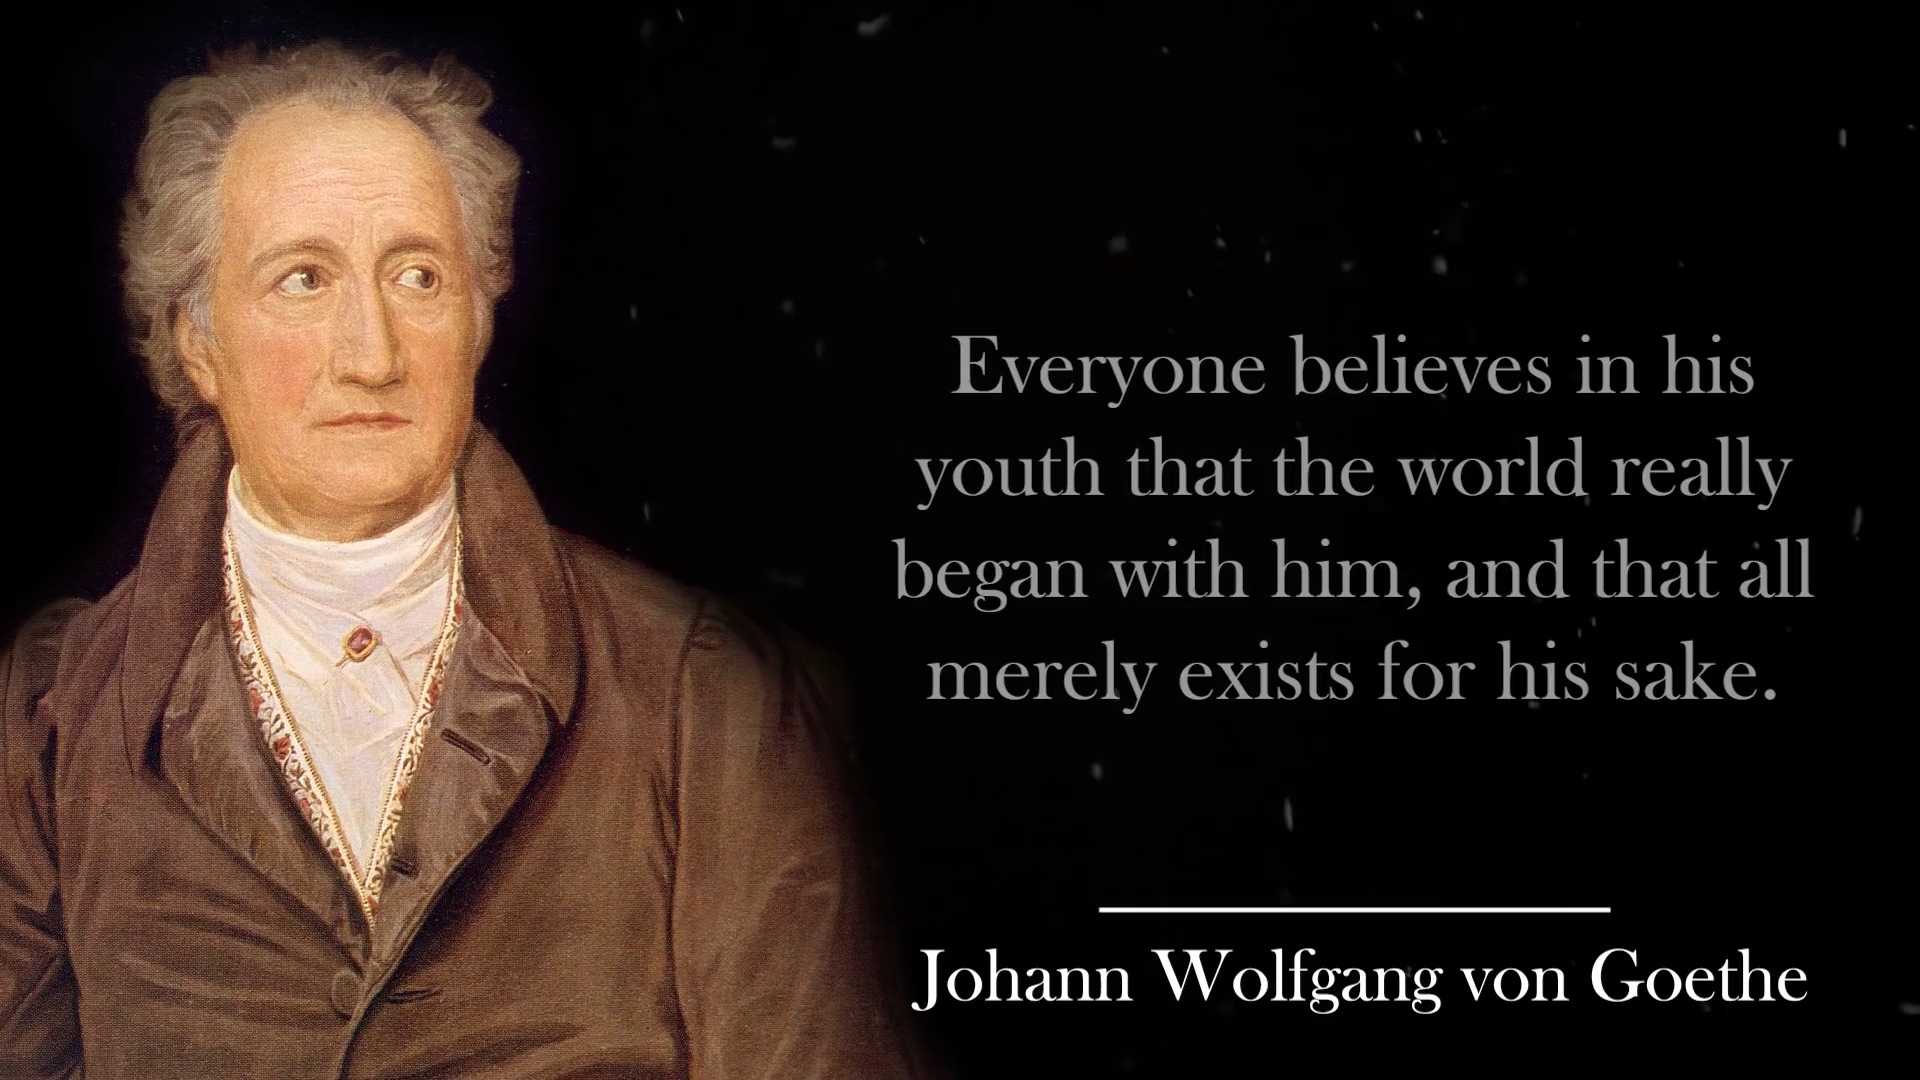 Everyone believes in his
youth that the world really
began with him, and that all
merely exists for his sake.
Johann Wolfgang von Goethe